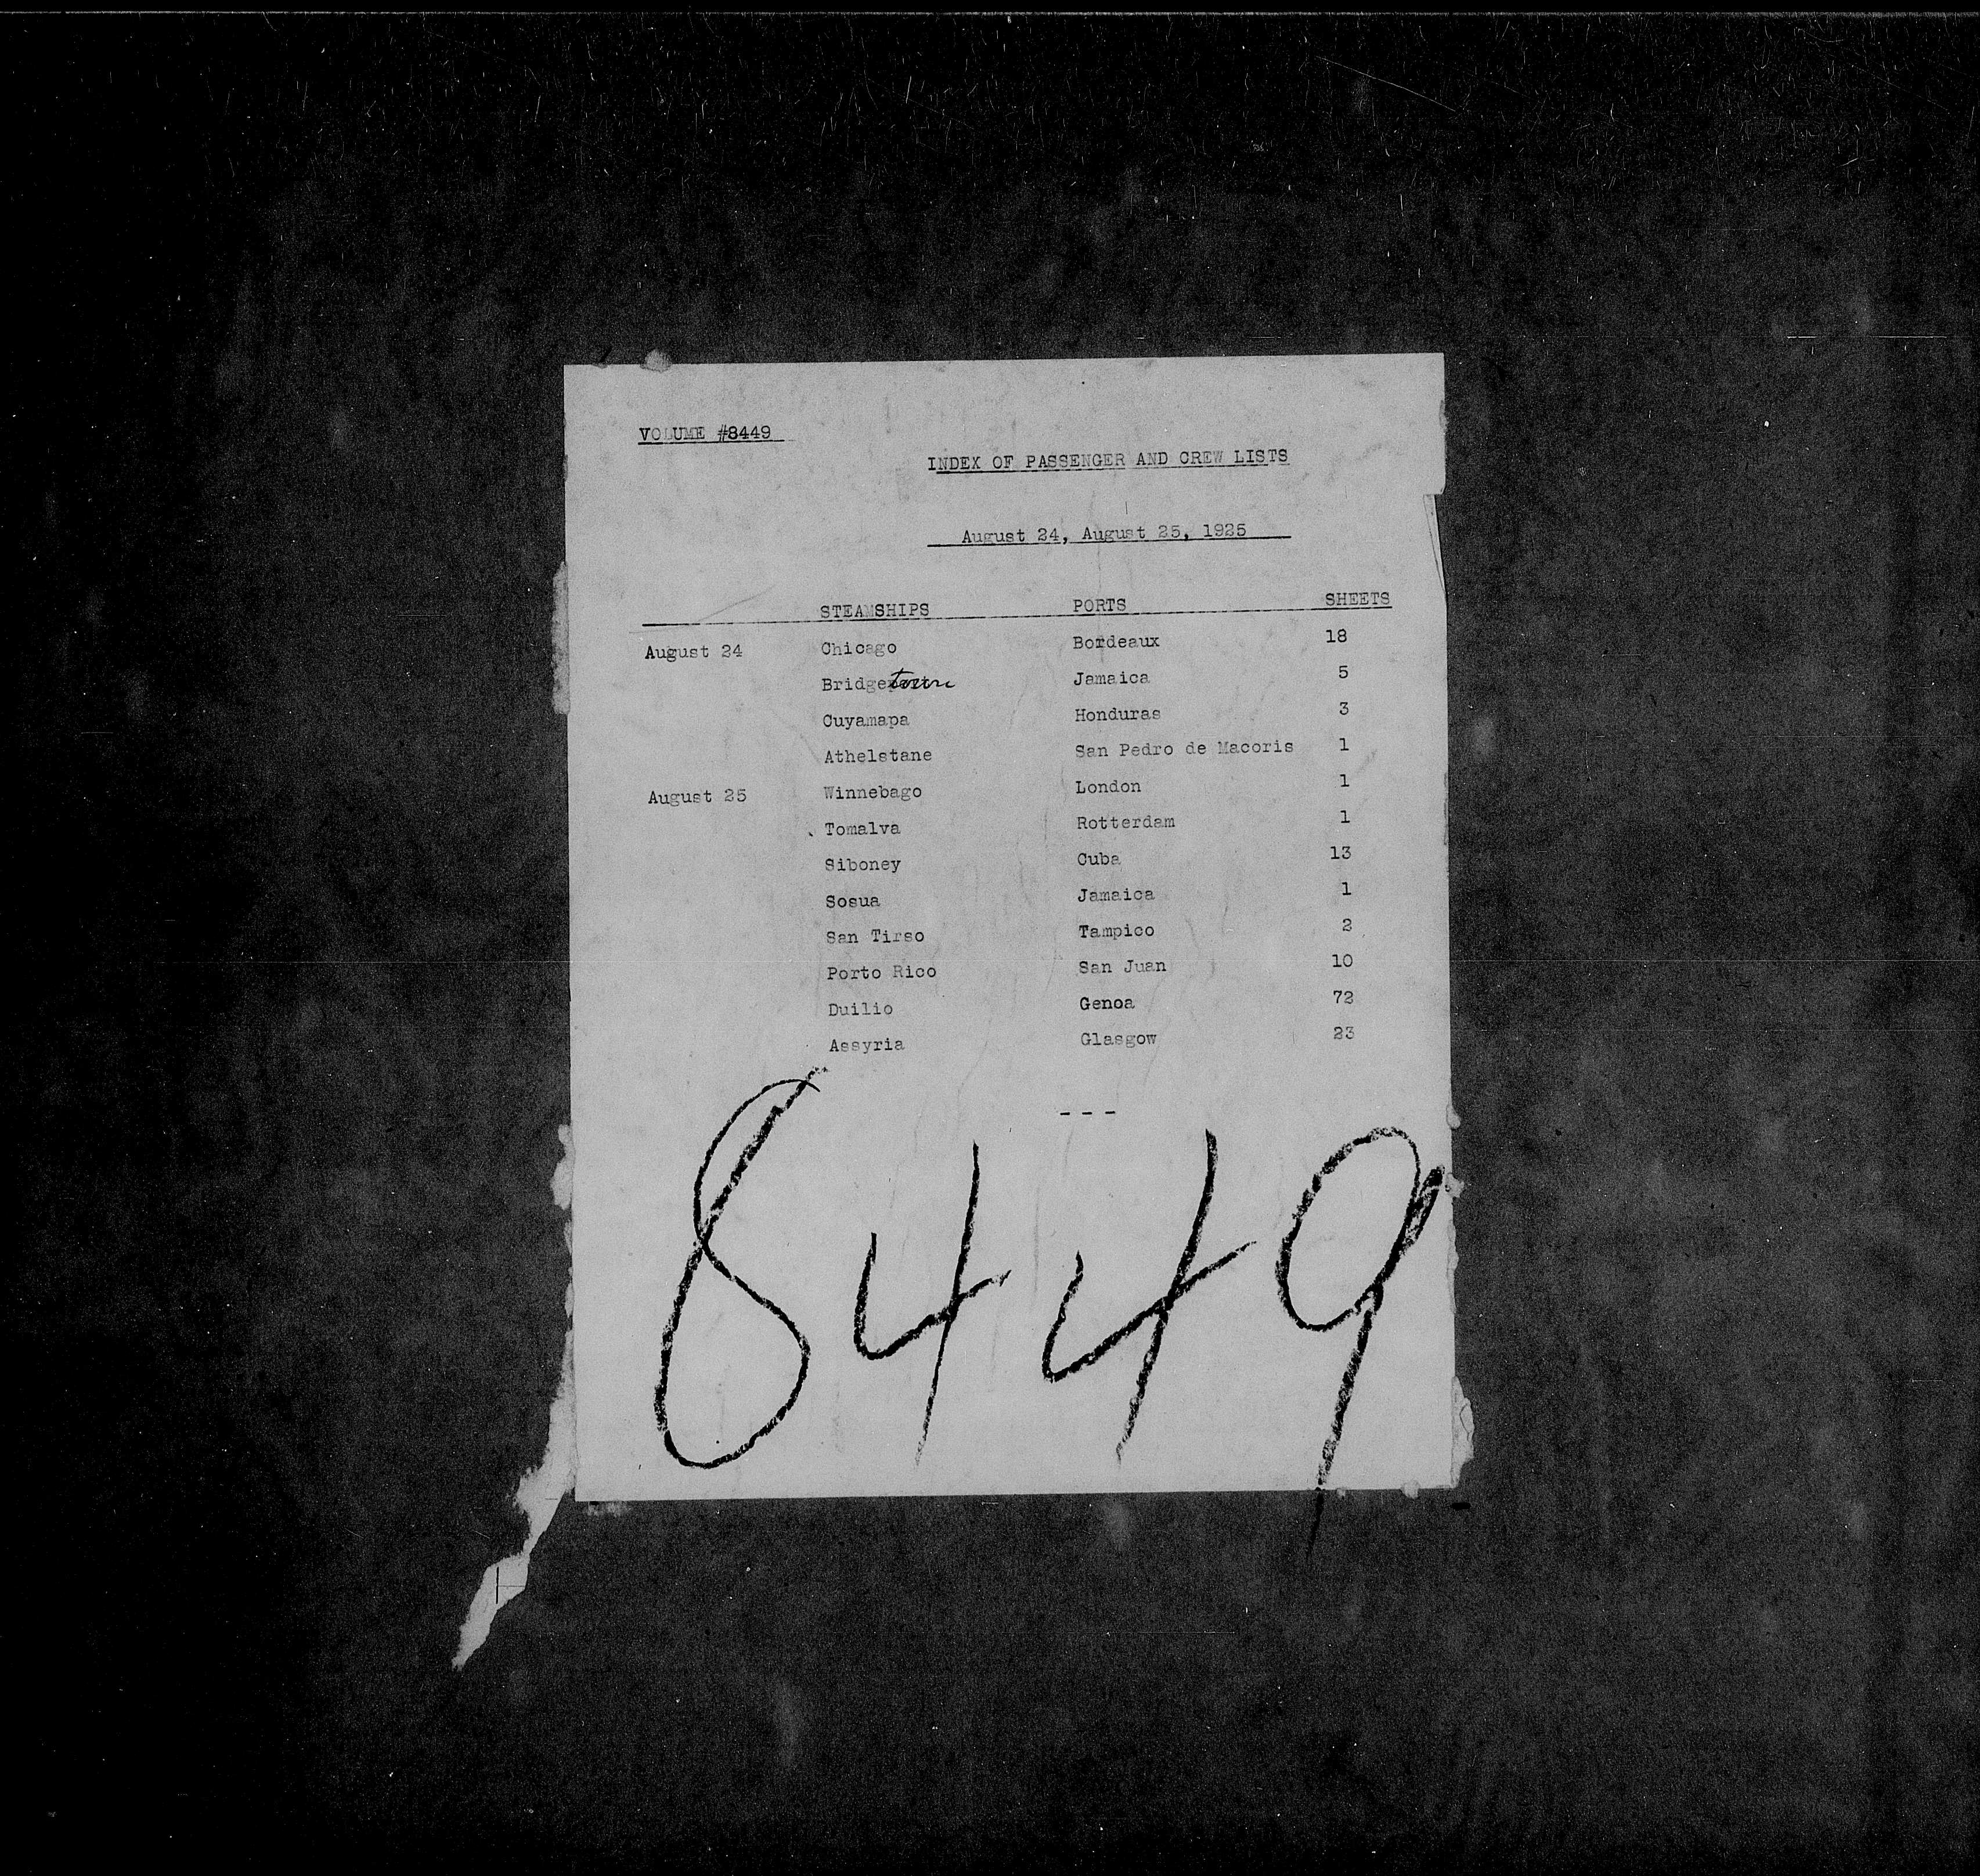 VOLUME #8449
INDEX OF PASSENGER AND CREW LISTS
August 24, August 25, 1925
STEAMSHIPS PORTS SHEETS
August 24 Chicago Bordeaux 18
Bridgetown Jamaica 5
Cuyamapa Honduras 3
Athelstane San Pedro de Macoris 1
August 25 Winnebago London 1
Tomalva Rotterdam 1
Siboney Cuba 13
Sosua Jamaica 1
San Tirso Tampico 2
Porto Rico San Juan 10
Duilio Genoa 72
Assyria Glasgow 23
- - -
8449